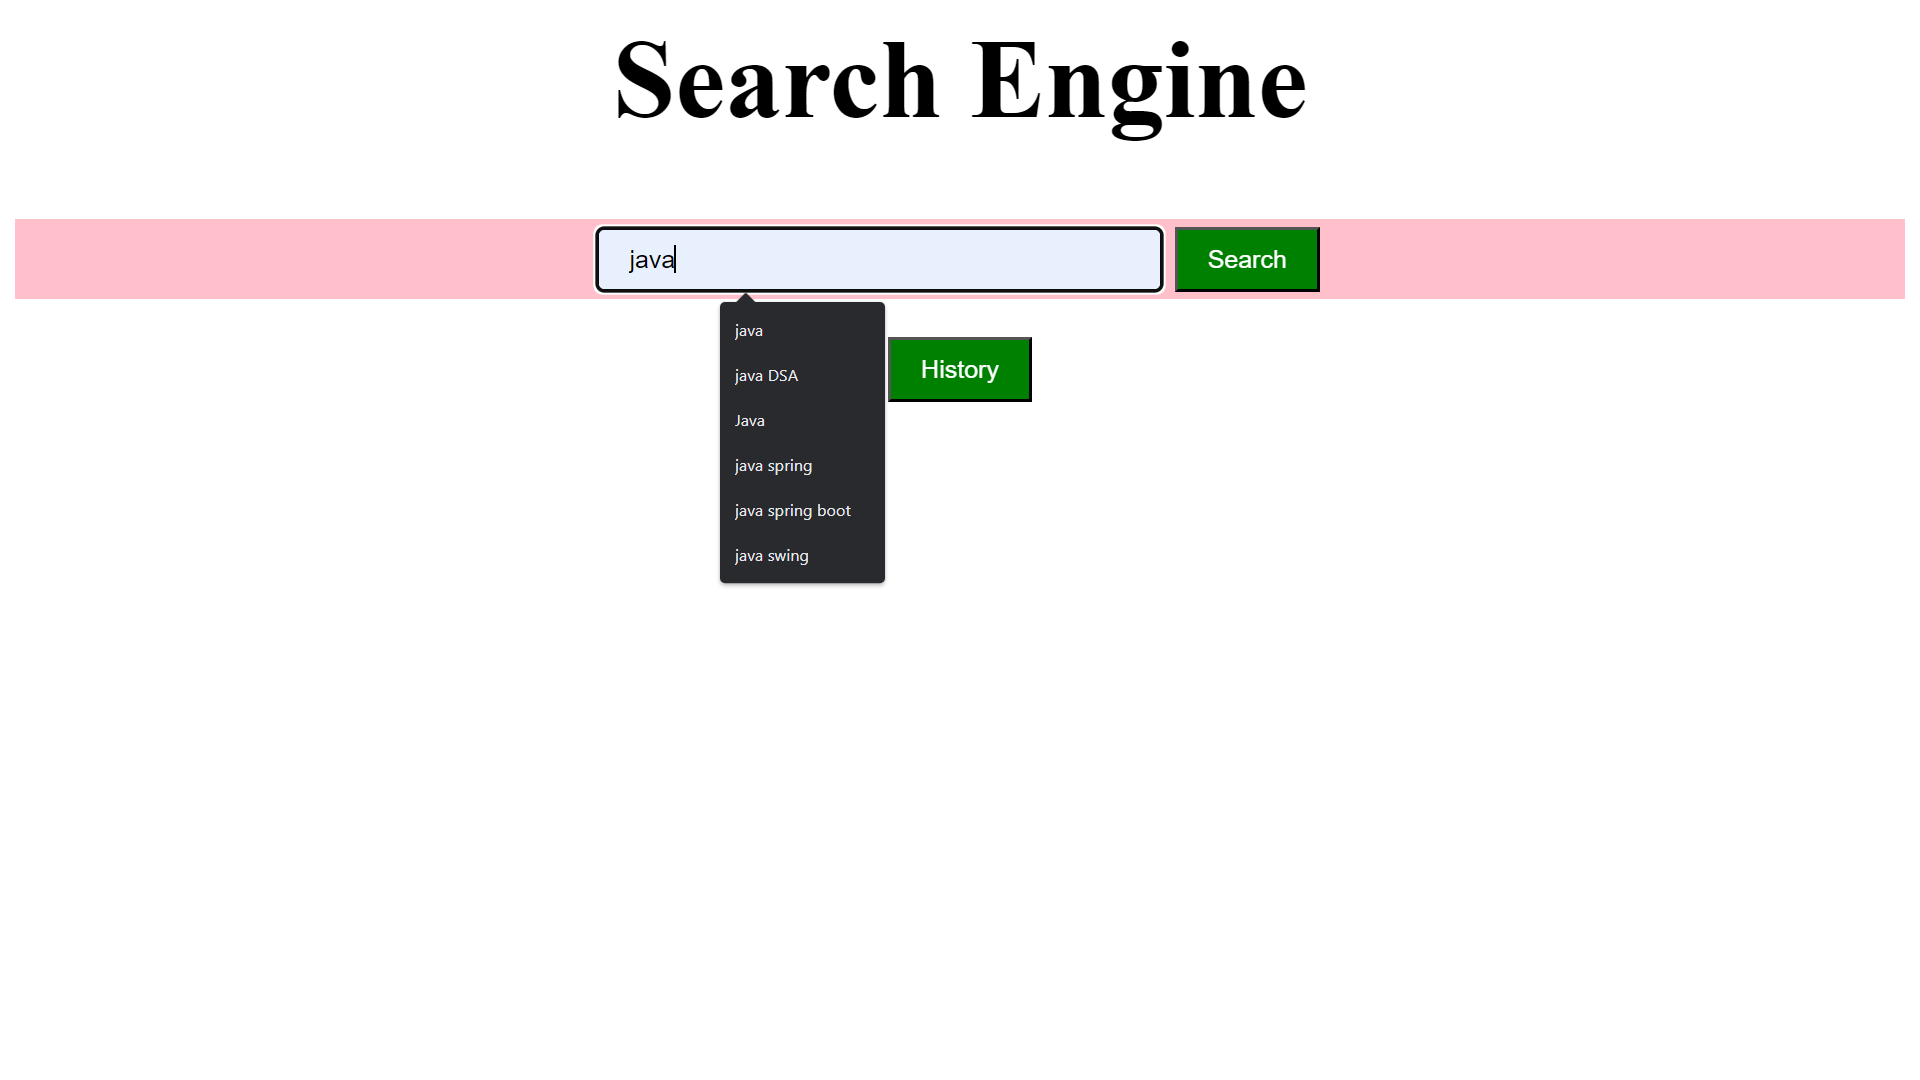 Search Engine
java Search
java
History
java DSA
Java
java spring
java spring boot
java swing